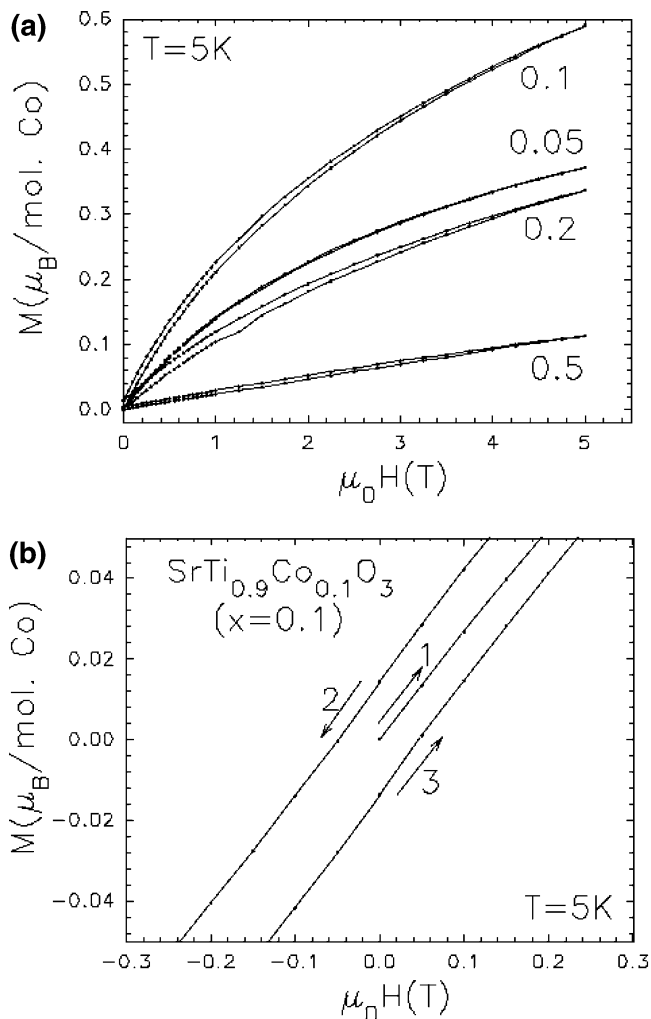 (a)
T=5K
0.6
0.5
0.4
0.3
0.2
0.1
0.0
M(μB/mol. Co)
0.1
0.05
0.2
0.5
0 1 2 3 4 5
μ0H(T)
(b)
SrTi0.9Co0.1O3
(x=0.1)
0.04
0.02
0.00
−0.02
−0.04
M(μB/mol. Co)
1
2
3
T=5K
−0.3 −0.2 −0.1 0.0 0.1 0.2 0.3
μ0H(T)